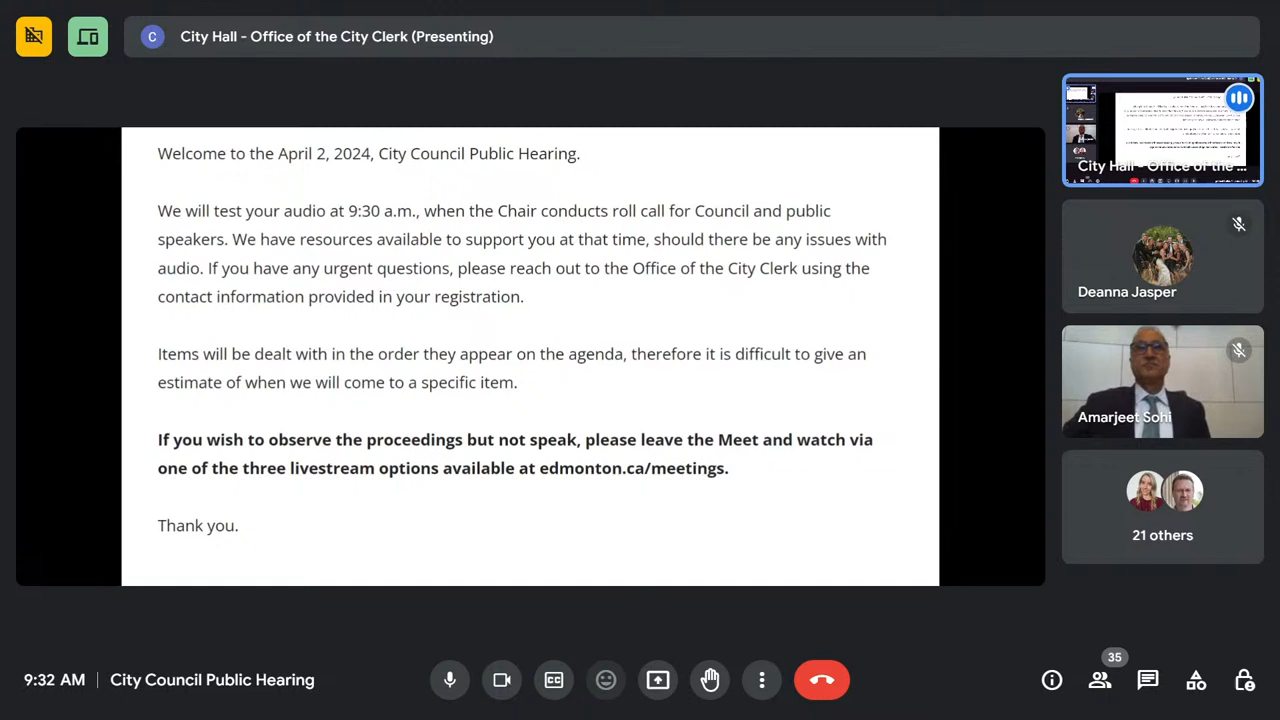 C
City Hall - Office of the City Clerk (Presenting)
Welcome to the April 2, 2024, City Council Public Hearing.
We will test your audio at 9:30 a.m., when the Chair conducts roll call for Council and public
speakers. We have resources available to support you at that time, should there be any issues with
audio. If you have any urgent questions, please reach out to the Office of the City Clerk using the
contact information provided in your registration.
Items will be dealt with in the order they appear on the agenda, therefore it is difficult to give an
estimate of when we will come to a specific item.
If you wish to observe the proceedings but not speak, please leave the Meet and watch via
one of the three livestream options available at edmonton.ca/meetings.
Thank you.
City Hall - Office of the ...
Deanna Jasper
Amarjeet Sohi
21 others
9:32 AM | City Council Public Hearing
CC
35